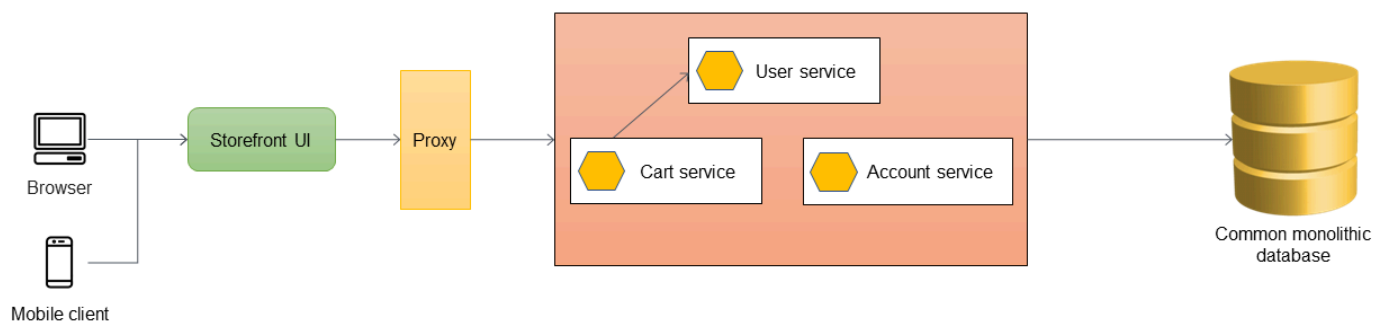 User service
Storefront UI
Proxy
Cart service
Account service
Browser
Common monolithic
database
Mobile client